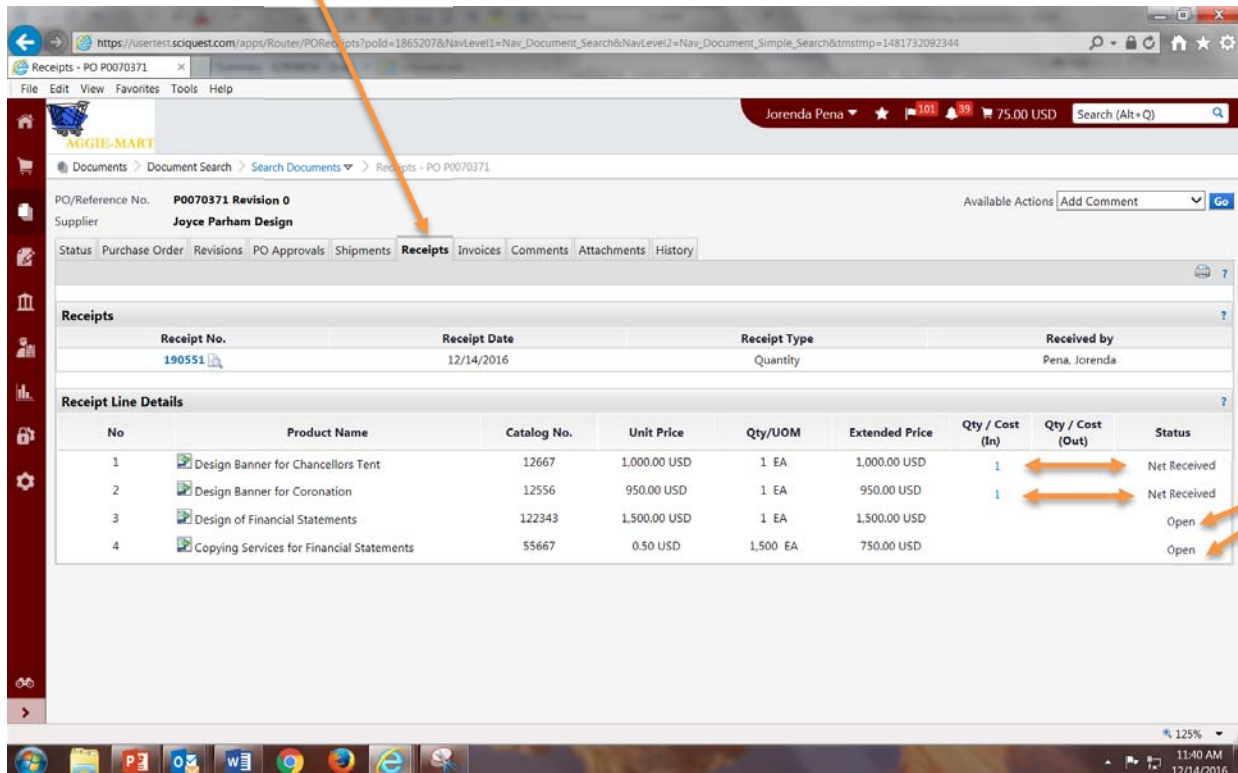 https://usertest.sciquest.com/apps/Router/POReceipts?poId=1865207&NavLevel1=Nav_Document_Search&NavLevel2=Nav_Document_Simple_Search&tmstmp=1481732092344
Receipts - PO P0070371
File Edit View Favorites Tools Help
AGGIE-MART
Jorenda Pena 101 39 75.00 USD Search (Alt+Q)
Documents > Document Search > Search Documents > Receipts - PO P0070371
PO/Reference No. P0070371 Revision 0 Available Actions Add Comment Go
Supplier Joyce Parham Design
Status Purchase Order Revisions PO Approvals Shipments Receipts Invoices Comments Attachments History
?
Receipts ?
Receipt No. Receipt Date Receipt Type Received by
190551 12/14/2016 Quantity Pena, Jorenda
Receipt Line Details ?
No Product Name Catalog No. Unit Price Qty/UOM Extended Price Qty / Cost (In) Qty / Cost (Out) Status
1 Design Banner for Chancellors Tent 12667 1,000.00 USD 1 EA 1,000.00 USD 1 Net Received
2 Design Banner for Coronation 12556 950.00 USD 1 EA 950.00 USD 1 Net Received
3 Design of Financial Statements 122343 1,500.00 USD 1 EA 1,500.00 USD Open
4 Copying Services for Financial Statements 55667 0.50 USD 1,500 EA 750.00 USD Open
125%
11:40 AM
12/14/2016